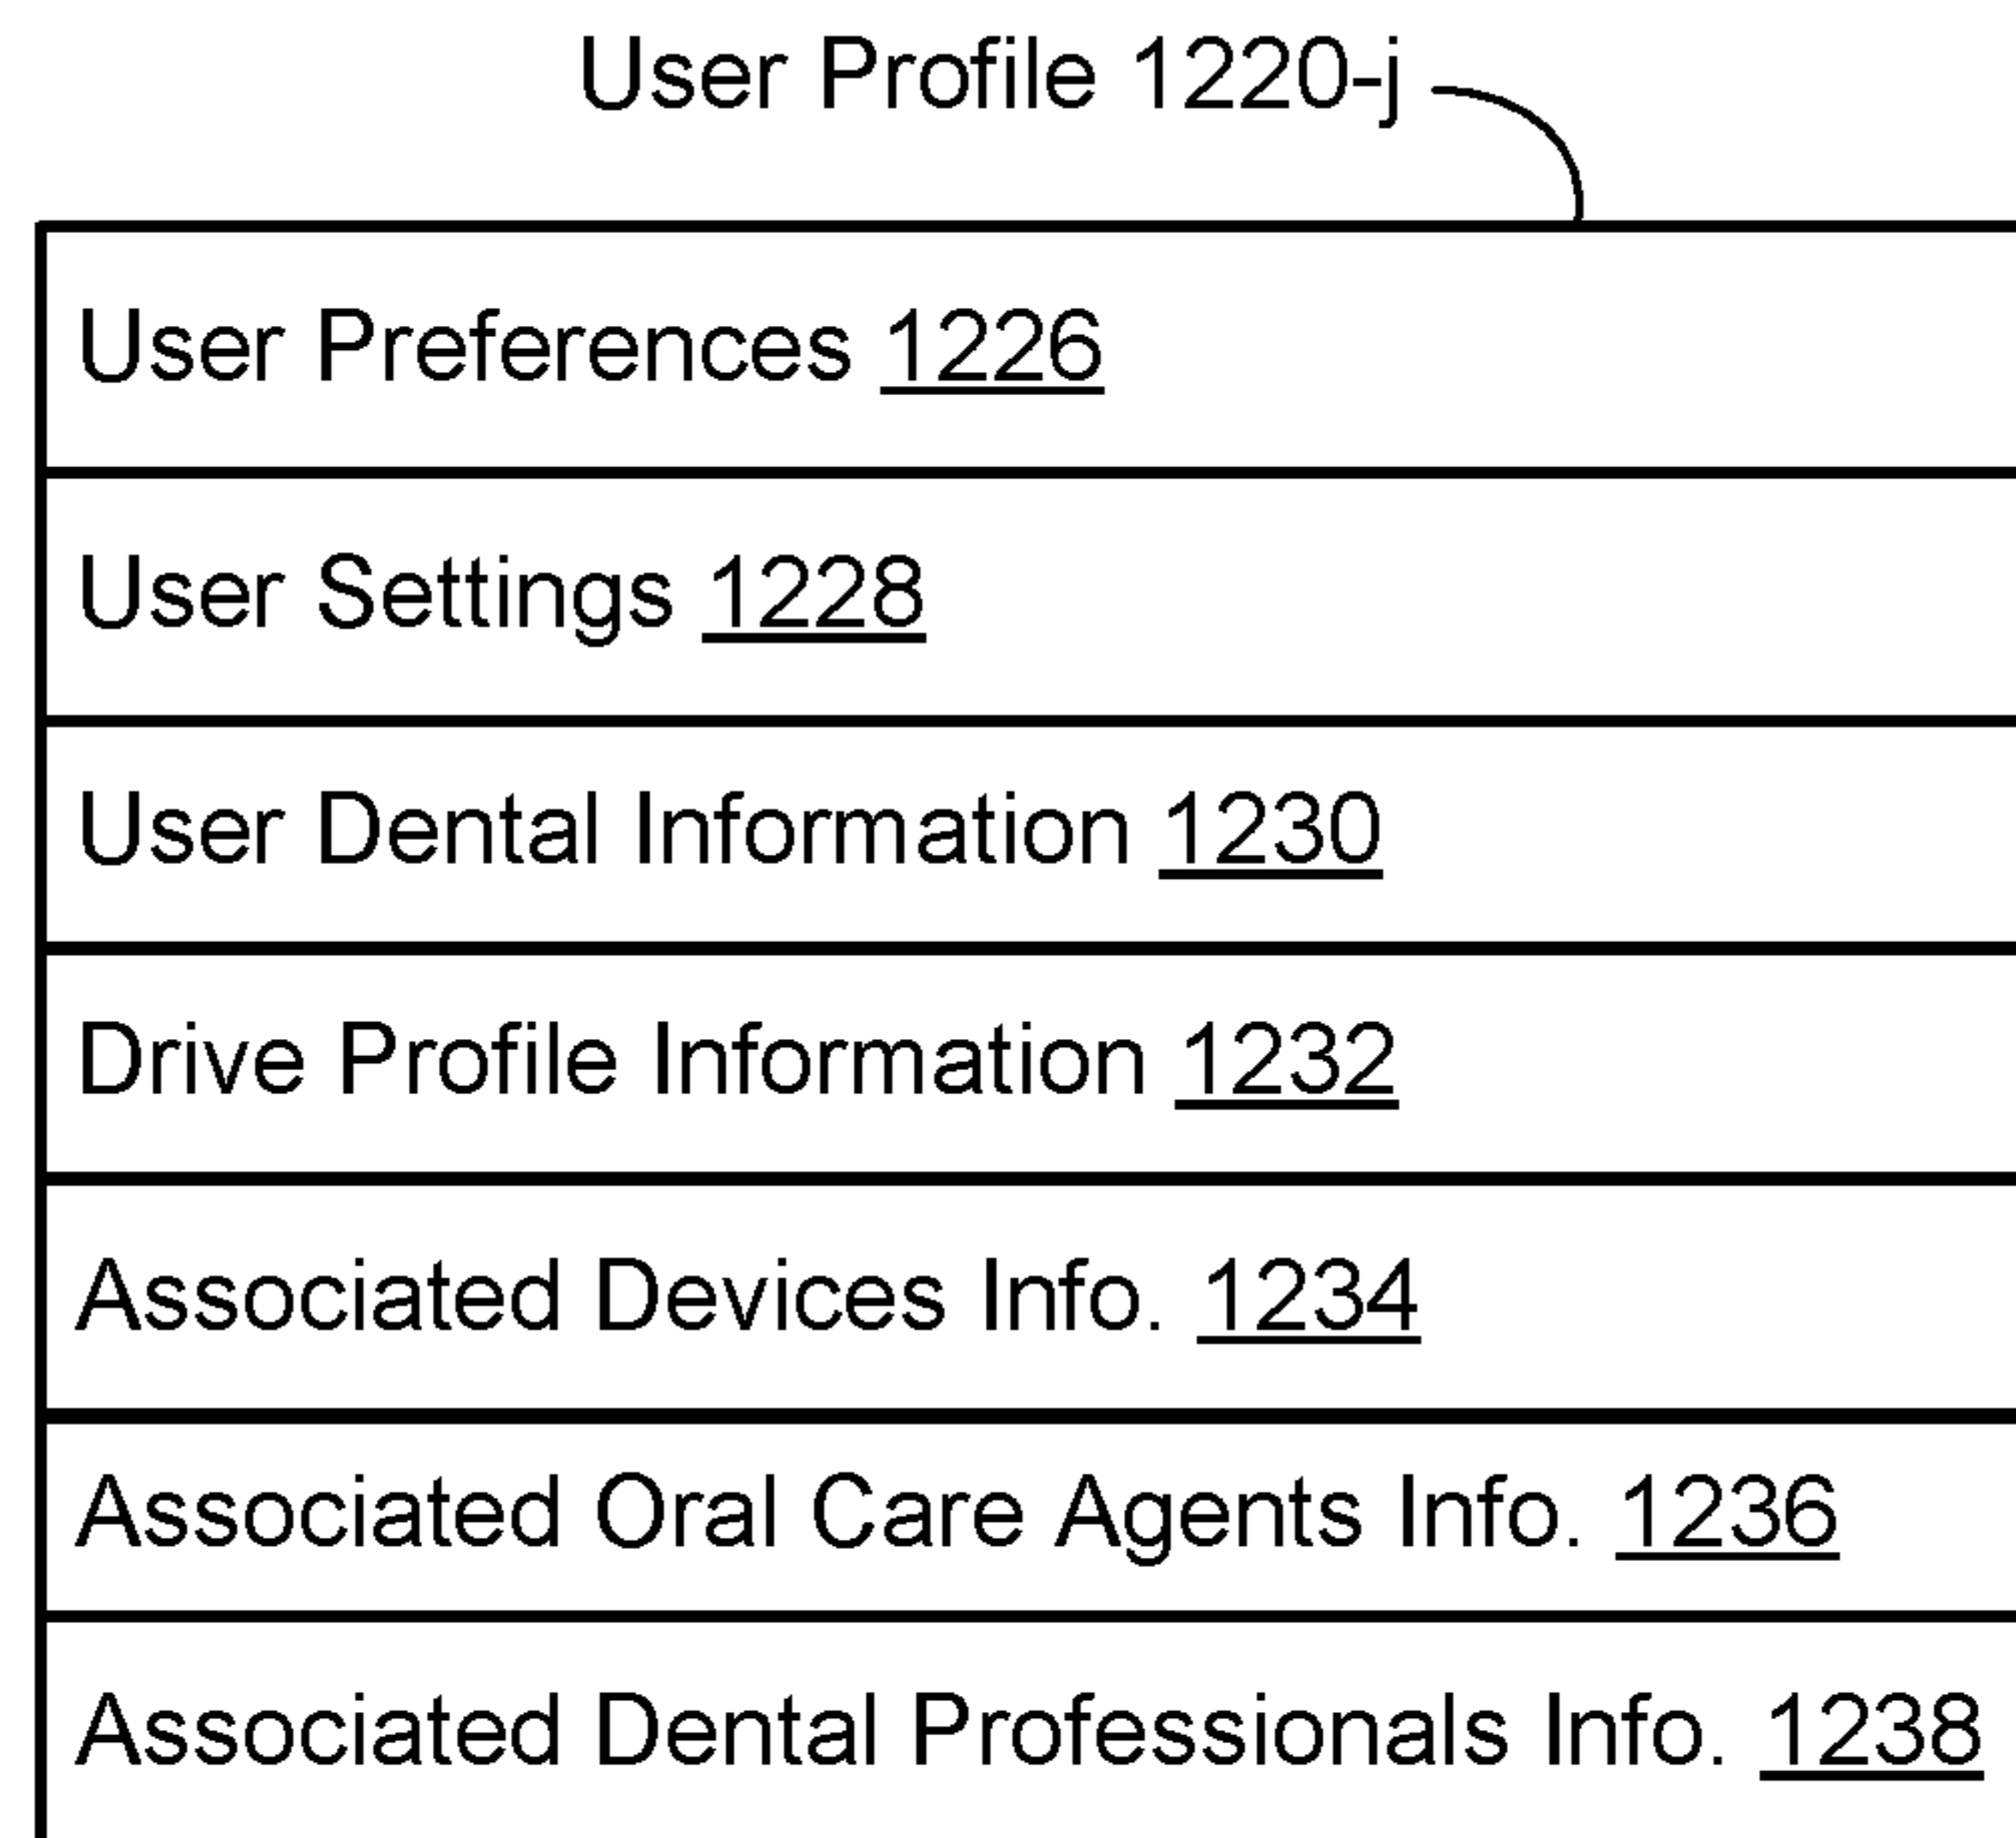 User Profile 1220-j
User Preferences 1226
User Settings 1228
User Dental Information 1230
Drive Profile Information 1232
Associated Devices Info. 1234
Associated Oral Care Agents Info. 1236
Associated Dental Professionals Info. 1238